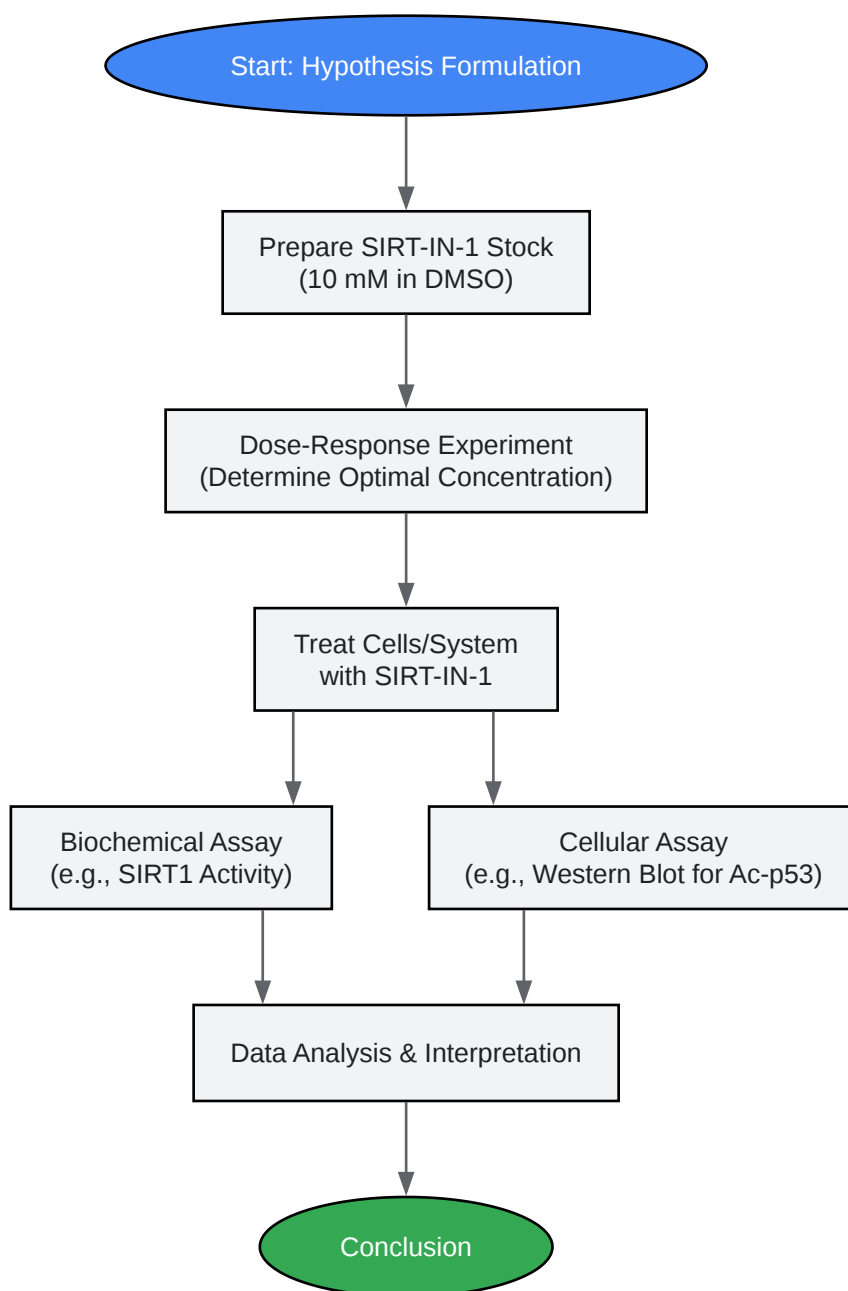 Start: Hypothesis Formulation
Prepare SIRT-IN-1 Stock
(10 mM in DMSO)
Dose-Response Experiment
(Determine Optimal Concentration)
Treat Cells/System
with SIRT-IN-1
Biochemical Assay
(e.g., SIRT1 Activity)
Cellular Assay
(e.g., Western Blot for Ac-p53)
Data Analysis & Interpretation
Conclusion